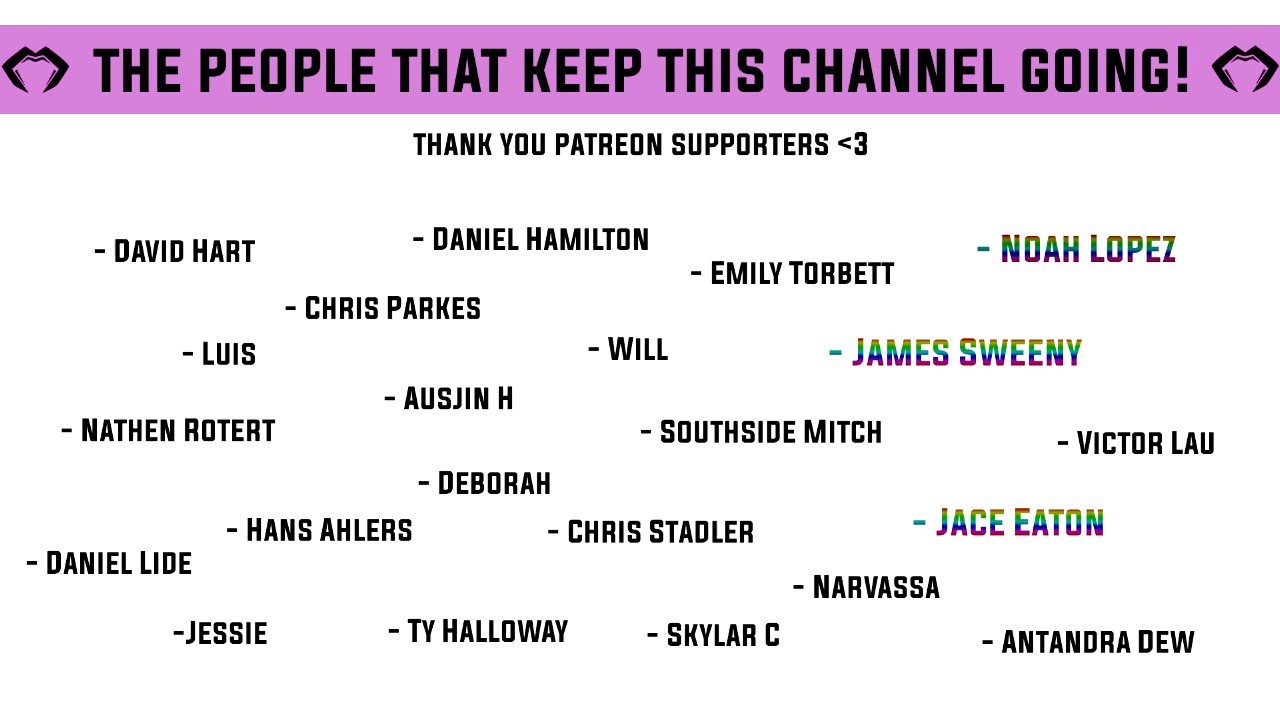 THE PEOPLE THAT KEEP THIS CHANNEL GOING!
THANK YOU PATREON SUPPORTERS <3
- David Hart
- Daniel Hamilton
- Noah Lopez
- Emily Torbett
- Chris Parkes
- Luis
- Will
- James Sweeny
- Ausjin H
- Nathen Rotert
- Southside Mitch
- Victor Lau
- Deborah
- Hans Ahlers
- Chris Stadler
- Jace Eaton
- Daniel Lide
- Narvassa
-Jessie
- Ty Halloway
- Skylar C
- Antandra Dew